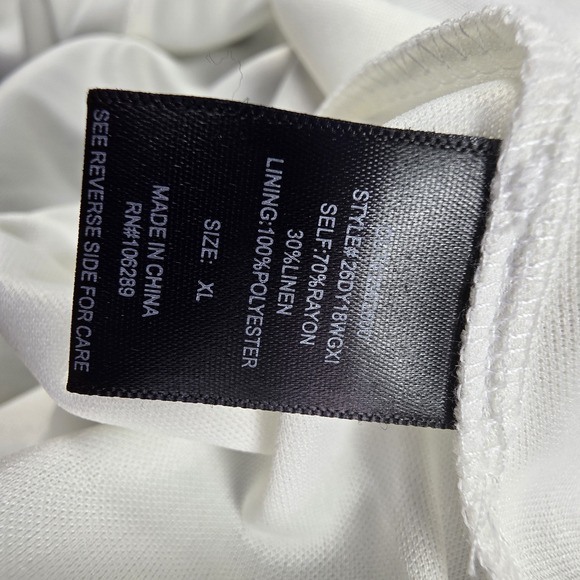 STYLE# 26DY18WGXI
SELF:70%RAYON
30%LINEN
LINING:100%POLYESTER
SIZE: XL
MADE IN CHINA
RN#106289
SEE REVERSE SIDE FOR CARE